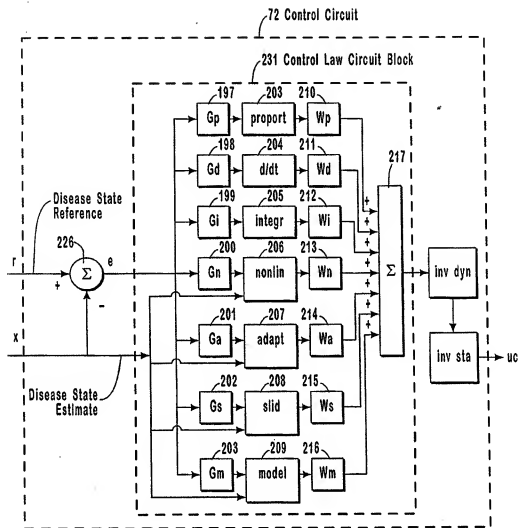 72 Control Circuit
231 Control Law Circuit Block
197 203 210
Gp proport Wp
198 204 211 217
Gd d/dt Wd
Disease State
Reference
199 205 212
Gi integr Wi
226 200 206 213
r Σ e Gn nonlin Wn Σ inv dyn
+ -
+ + + + + + +
201 207 214
Ga adapt Wa
x
inv sta uc
Disease State
Estimate
202 208 215
Gs slid Ws
203 209 216
Gm model Wm